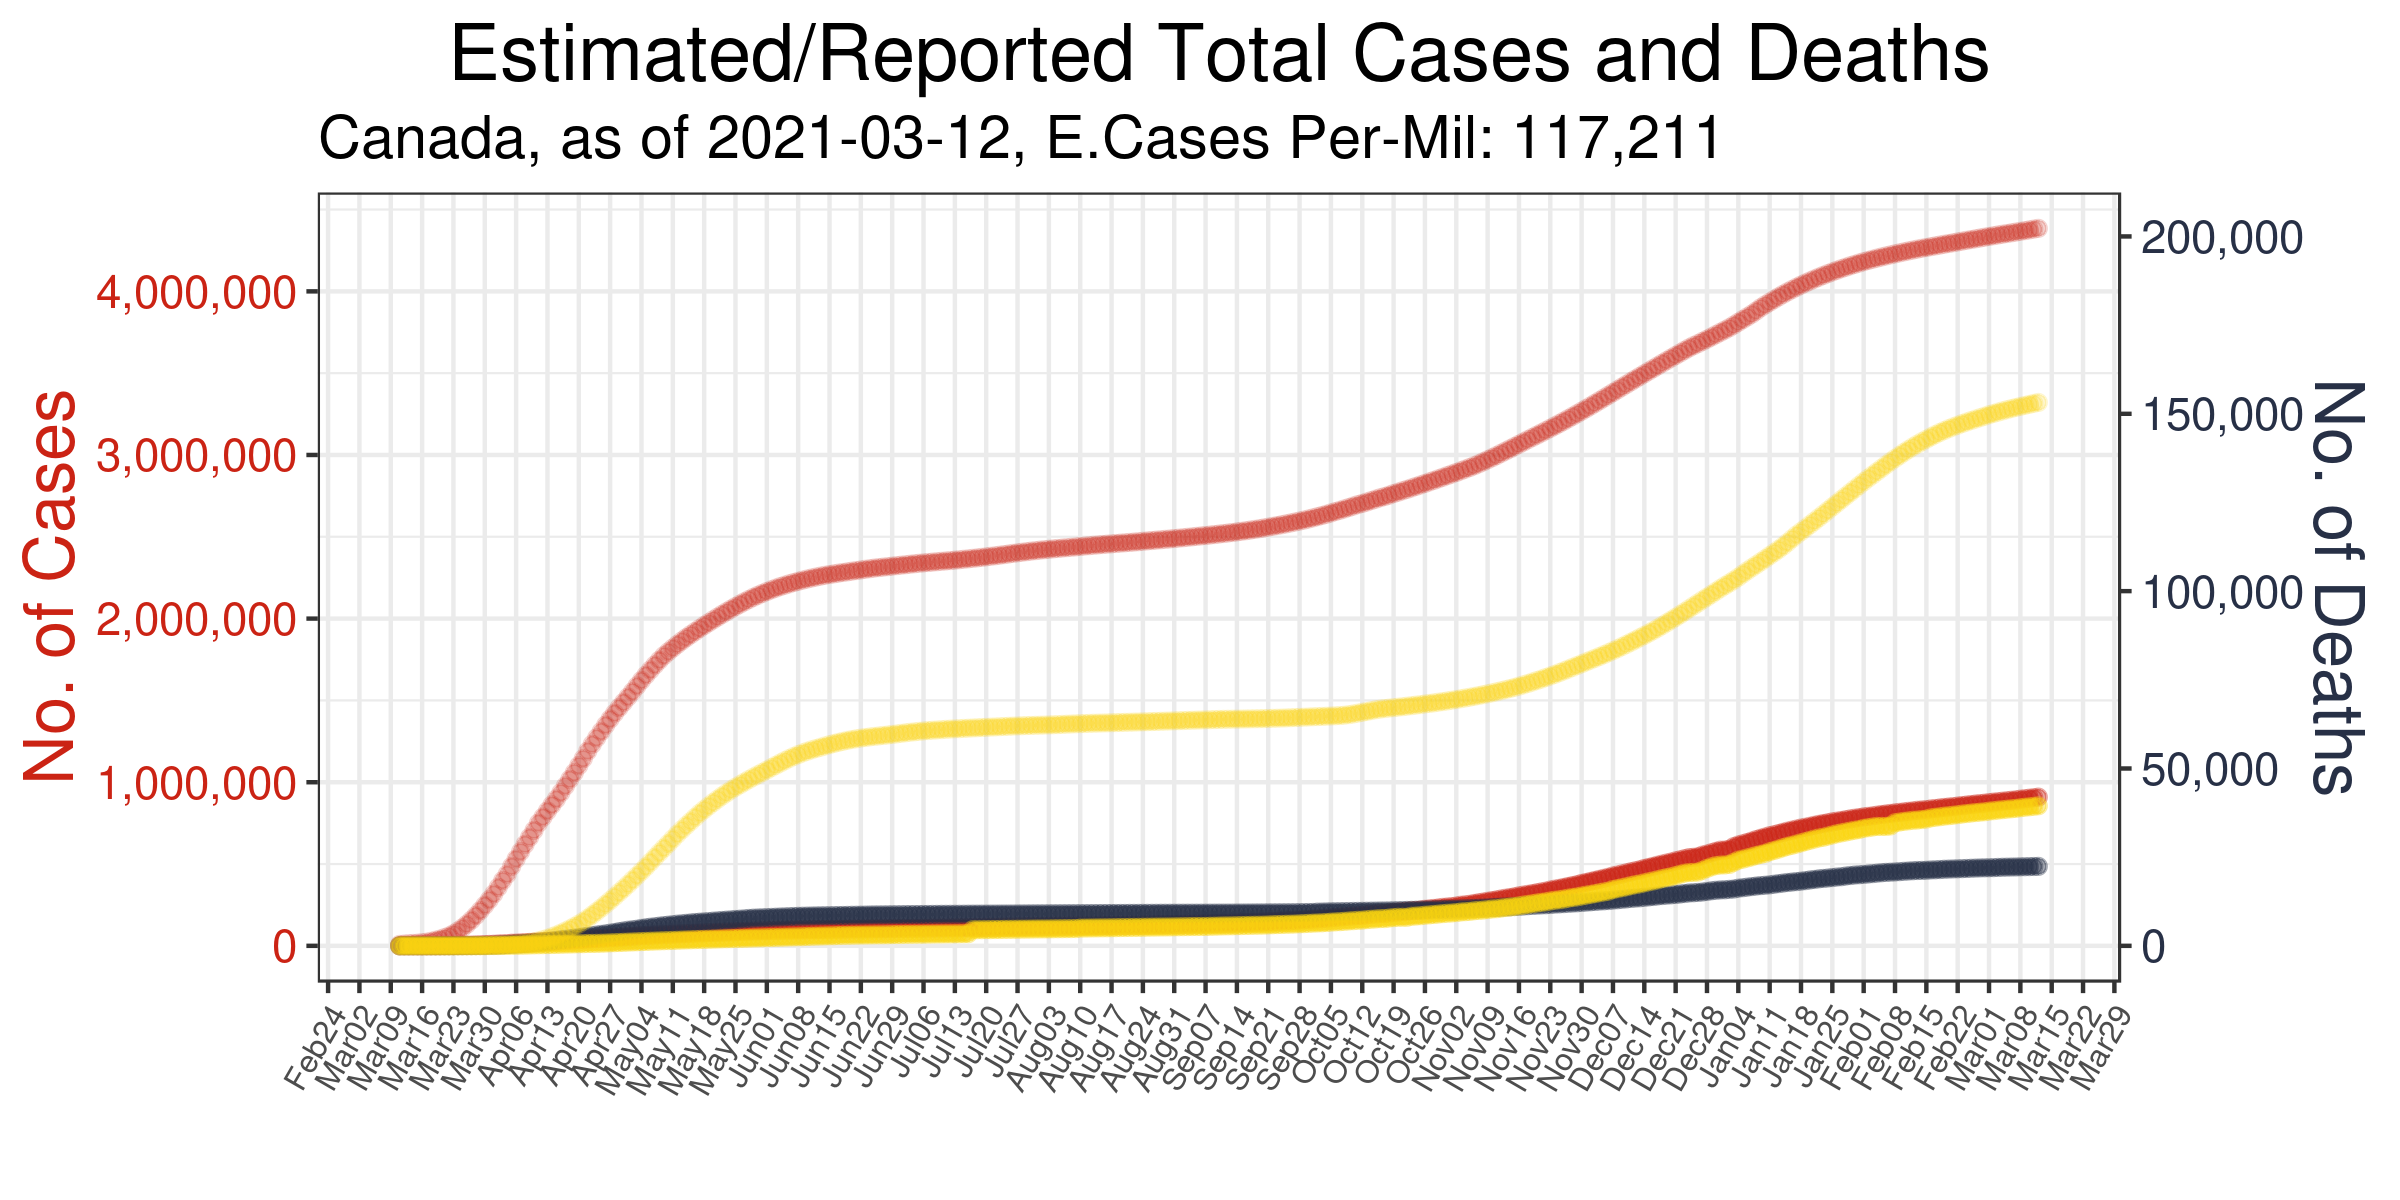 Estimated/Reported Total Cases and Deaths
Canada, as of 2021-03-12, E.Cases Per-Mil: 117,211
No. of Cases
4,000,000
3,000,000
2,000,000
1,000,000
0
200,000
150,000
100,000
50,000
0
No. of Deaths
Feb24
Mar02
Mar09
Mar16
Mar23
Mar30
Apr06
Apr13
Apr20
Apr27
May04
May11
May18
May25
Jun01
Jun08
Jun15
Jun22
Jun29
Jul06
Jul13
Jul20
Jul27
Aug03
Aug10
Aug17
Aug24
Aug31
Sep07
Sep14
Sep21
Sep28
Oct05
Oct12
Oct19
Oct26
Nov02
Nov09
Nov16
Nov23
Nov30
Dec07
Dec14
Dec21
Dec28
Jan04
Jan11
Jan18
Jan25
Feb01
Feb08
Feb15
Feb22
Mar01
Mar08
Mar15
Mar22
Mar29